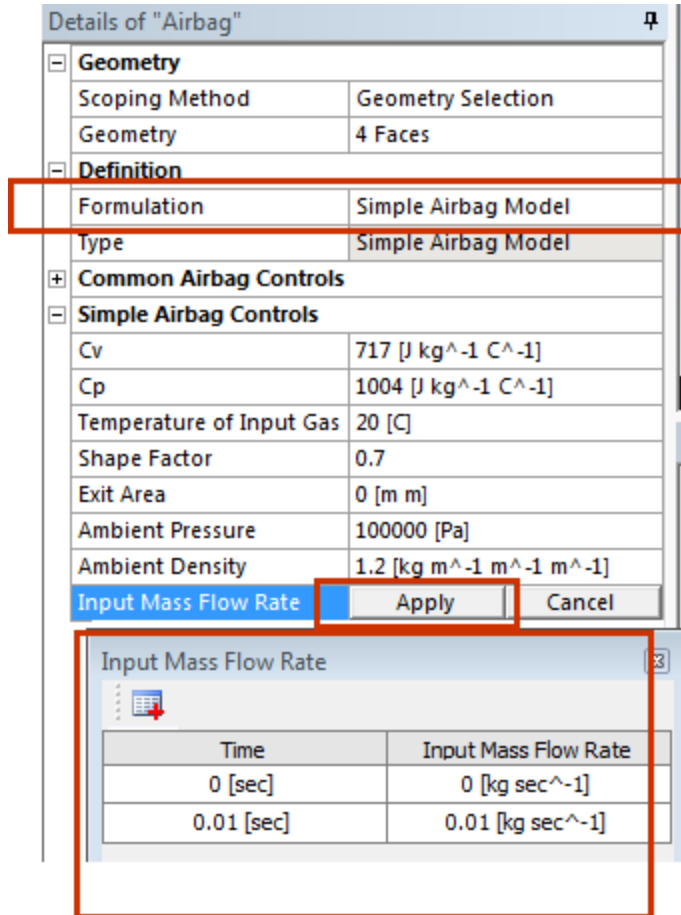 Details of "Airbag"
Geometry
Scoping Method Geometry Selection
Geometry 4 Faces
Definition
Formulation Simple Airbag Model
Type Simple Airbag Model
Common Airbag Controls
Simple Airbag Controls
Cv 717 [J kg^-1 C^-1]
Cp 1004 [J kg^-1 C^-1]
Temperature of Input Gas 20 [C]
Shape Factor 0.7
Exit Area 0 [m m]
Ambient Pressure 100000 [Pa]
Ambient Density 1.2 [kg m^-1 m^-1 m^-1]
Input Mass Flow Rate Apply Cancel
Input Mass Flow Rate
Time Input Mass Flow Rate
0 [sec] 0 [kg sec^-1]
0.01 [sec] 0.01 [kg sec^-1]